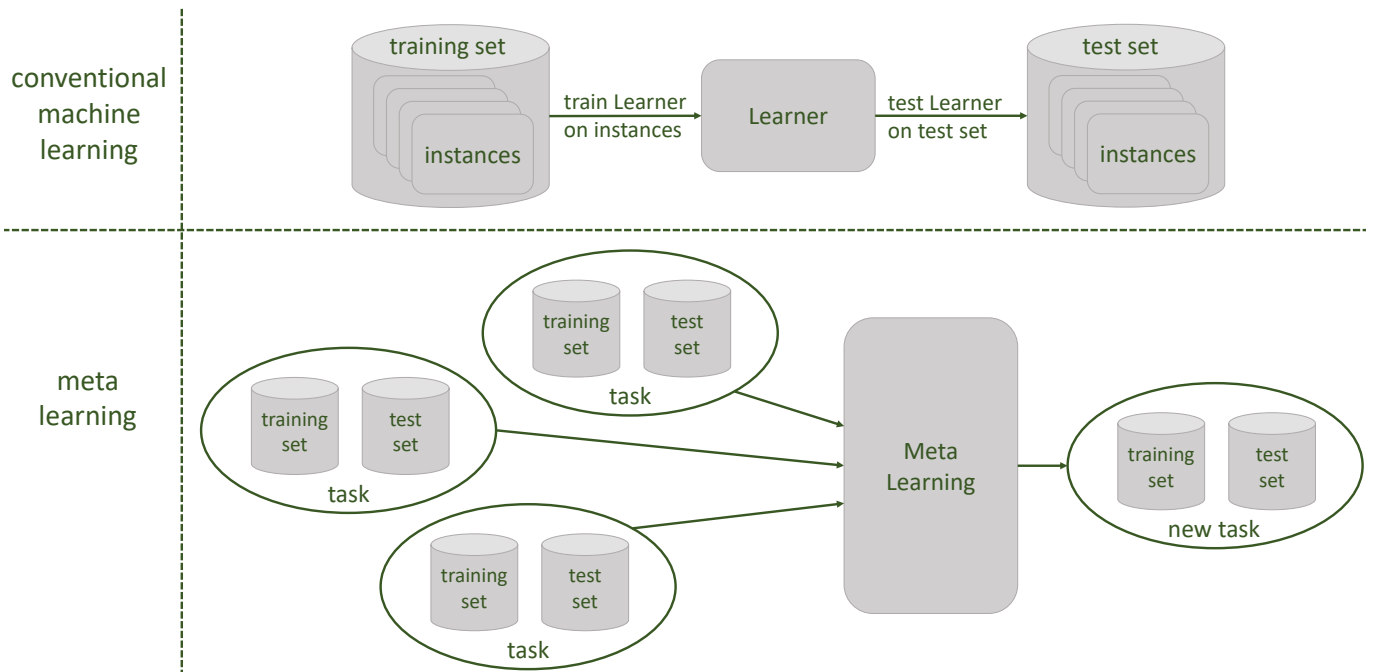 conventional
machine
learning
training set
instances
train Learner
on instances
Learner
test Learner
on test set
test set
instances
meta
learning
training
set
test
set
task
training
set
test
set
task
training
set
test
set
task
Meta
Learning
training
set
test
set
new task